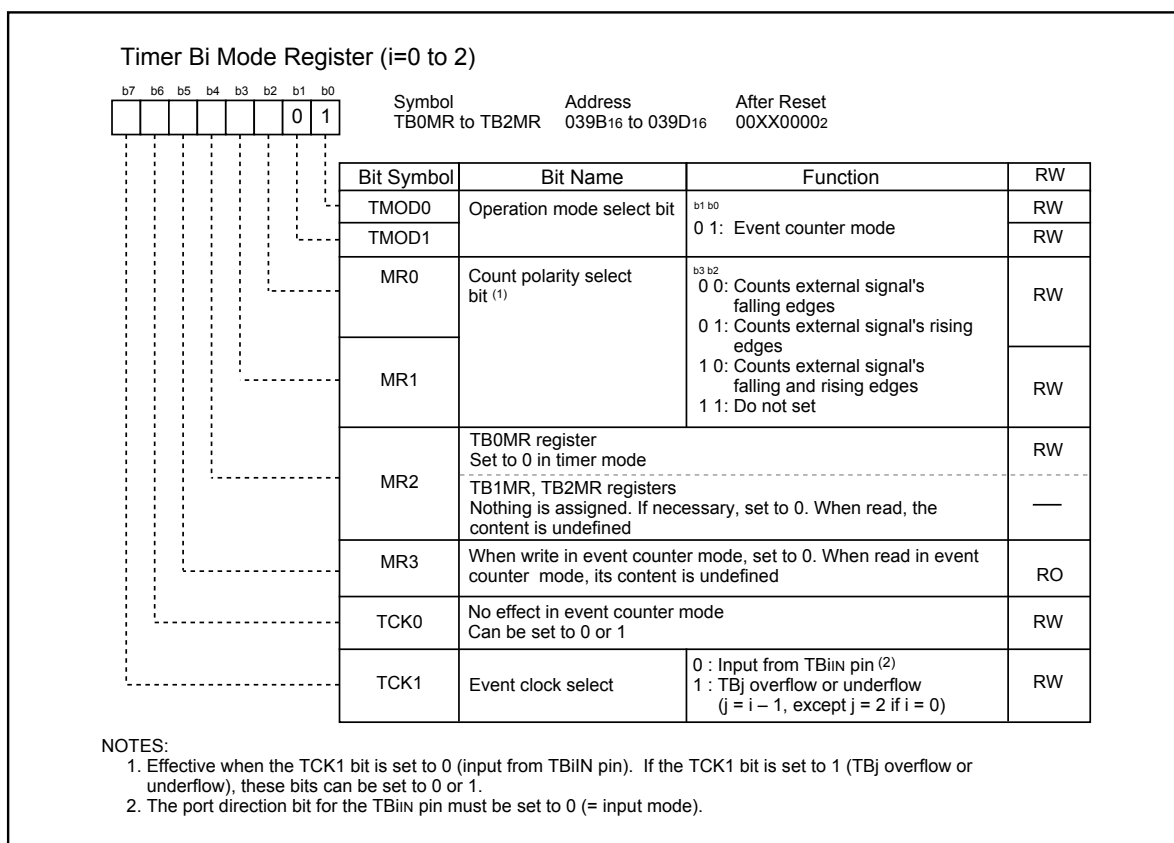 Timer Bi Mode Register (i=0 to 2)
b7 b6 b5 b4 b3 b2 b1 b0
0 1
Symbol Address After Reset
TB0MR to TB2MR 039B16 to 039D16 00XX00002
Bit Symbol Bit Name Function RW
TMOD0 Operation mode select bit b1 b0 RW
0 1: Event counter mode
TMOD1 RW
MR0 Count polarity select
bit (1)
b3 b2
0 0: Counts external signal's
falling edges
RW
0 1: Counts external signal's rising
edges
MR1
1 0: Counts external signal's
falling and rising edges
RW
1 1: Do not set
MR2
TB0MR register
Set to 0 in timer mode
RW
TB1MR, TB2MR registers
Nothing is assigned. If necessary, set to 0. When read, the
content is undefined
—
MR3 When write in event counter mode, set to 0. When read in event
counter mode, its content is undefined
RO
TCK0 No effect in event counter mode
Can be set to 0 or 1
RW
TCK1 Event clock select
0 : Input from TBiIN pin (2)
1 : TBj overflow or underflow
(j = i – 1, except j = 2 if i = 0)
RW
NOTES:
1. Effective when the TCK1 bit is set to 0 (input from TBiIN pin). If the TCK1 bit is set to 1 (TBj overflow or
underflow), these bits can be set to 0 or 1.
2. The port direction bit for the TBiIN pin must be set to 0 (= input mode).